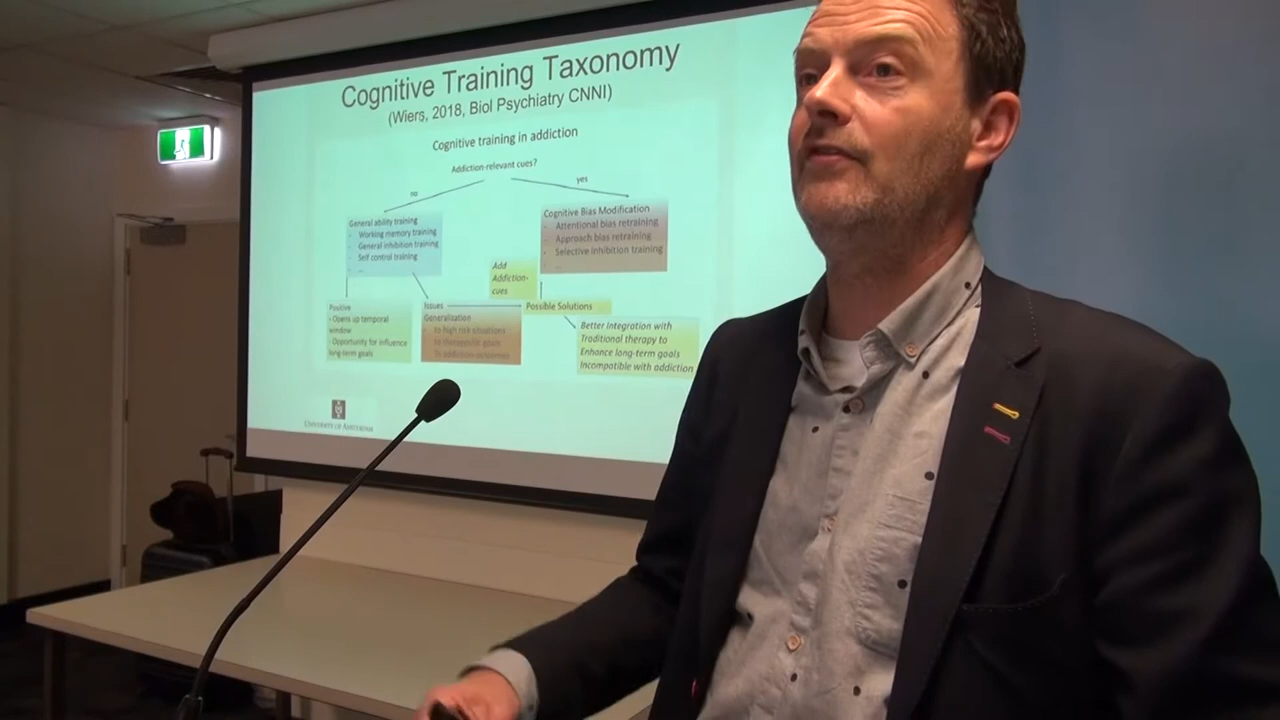 Cognitive Training Taxonomy
(Wiers, 2018, Biol Psychiatry CNNI)
Cognitive training in addiction
Addiction-relevant cues?
no
yes
General ability training
- Working memory training
- General inhibition training
- Self control training
- ...
Cognitive Bias Modification
- Attentional bias retraining
- Approach bias retraining
- Selective inhibition training
- ...
Add
Addiction-
cues
Positive
- Opens up temporal
window
- Opportunity for influence
long-term goals
Issues
Generalization
- to high risk situations
- to therapeutic goals
- To addiction outcomes
Possible Solutions
Better Integration with
Traditional therapy to
Enhance long-term goals
Incompatible with addiction
UNIVERSITY OF AMSTERDAM